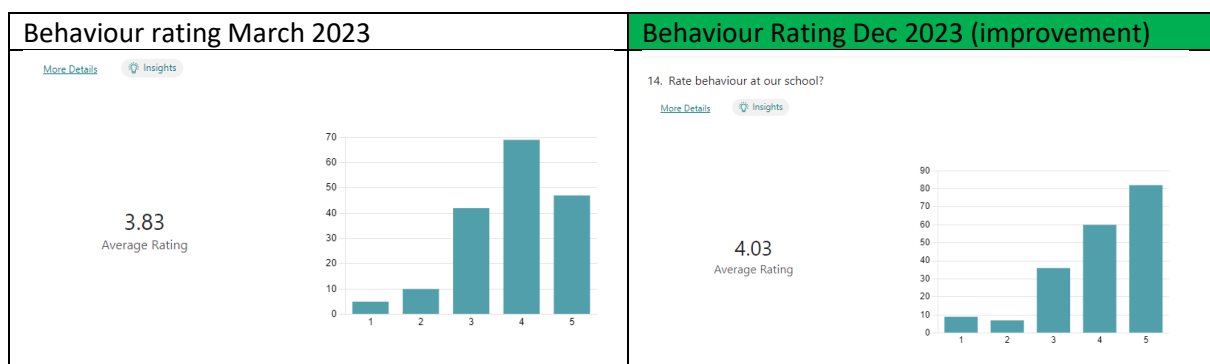 Behaviour rating March 2023
More Details Insights
3.83
Average Rating
70
60
50
40
30
20
10
0
1 2 3 4 5
Behaviour Rating Dec 2023 (improvement)
14. Rate behaviour at our school?
More Details Insights
4.03
Average Rating
90
80
70
60
50
40
30
20
10
0
1 2 3 4 5